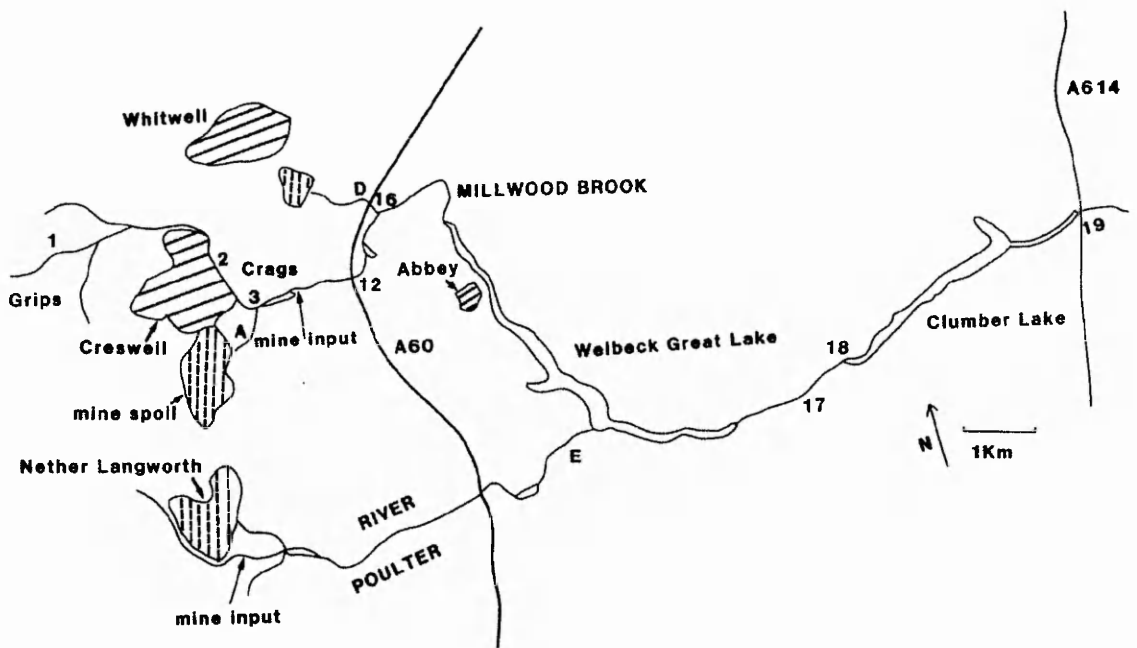 A614
Whitwell
D
16
MILLWOOD BROOK
1
2
19
Crags
Abbey
12
Grips
3
A
mine input
Clumber Lake
Creswell
A60
Welbeck Great Lake
18
mine spoil
17
N
1Km
Nether Langworth
E
RIVER
POULTER
mine input